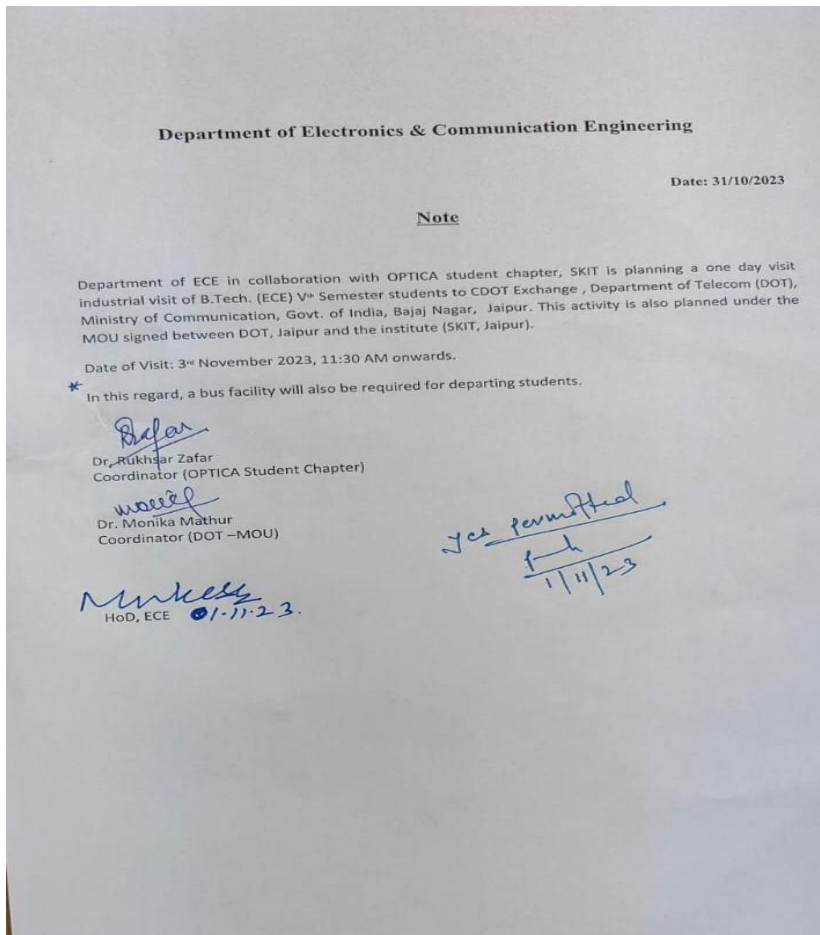 Department of Electronics & Communication Engineering
Date: 31/10/2023
Note
Department of ECE in collaboration with OPTICA student chapter, SKIT is planning a one day visit
industrial visit of B.Tech. (ECE) Vth Semester students to CDOT Exchange , Department of Telecom (DOT),
Ministry of Communication, Govt. of India, Bajaj Nagar, Jaipur. This activity is also planned under the
MOU signed between DOT, Jaipur and the institute (SKIT, Jaipur).
Date of Visit: 3rd November 2023, 11:30 AM onwards.
* In this regard, a bus facility will also be required for departing students.
Dr. Rukhsar Zafar
Coordinator (OPTICA Student Chapter)
Dr. Monika Mathur
Coordinator (DOT –MOU)
yes permitted
1/11/23
Mukesh
HoD, ECE 01.11.23.